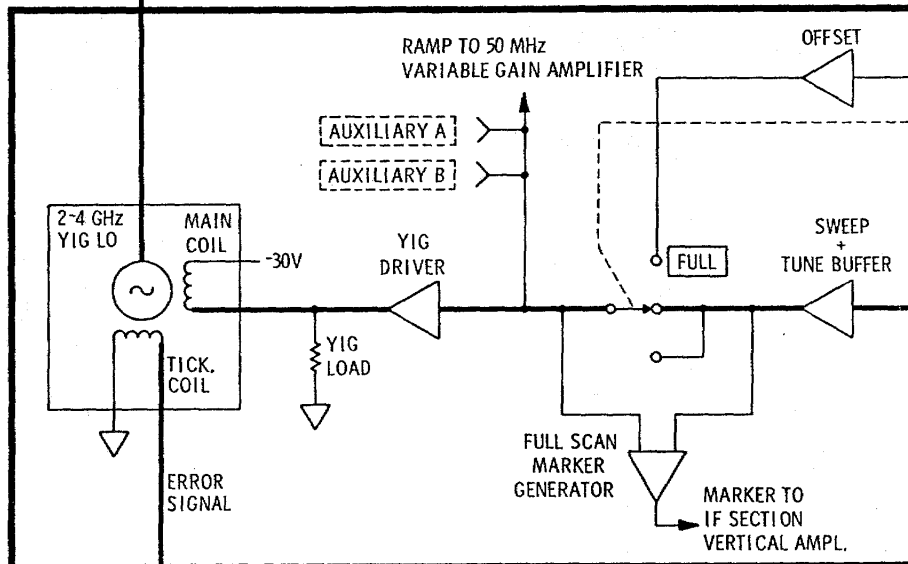 OFFSET
RAMP TO 50 MHz
VARIABLE GAIN AMPLIFIER
AUXILIARY A
AUXILIARY B
2-4 GHz
YIG LO
MAIN
COIL
-30V
YIG
DRIVER
FULL
SWEEP
+
TUNE BUFFER
TICK.
COIL
YIG
LOAD
ERROR
SIGNAL
FULL SCAN
MARKER
GENERATOR
MARKER TO
IF SECTION
VERTICAL AMPL.